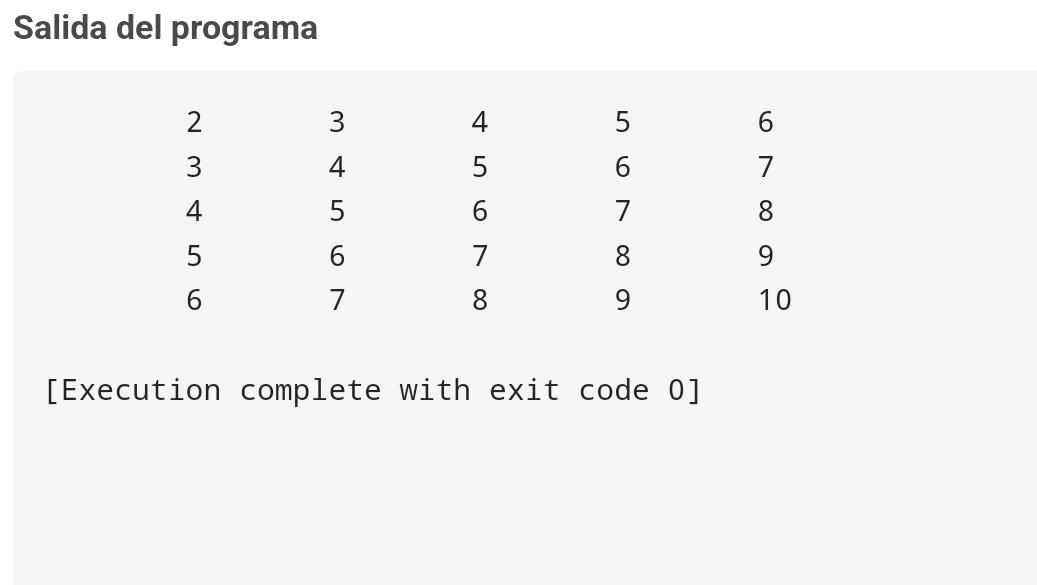 Salida del programa
2 3 4 5 6
3 4 5 6 7
4 5 6 7 8
5 6 7 8 9
6 7 8 9 10
[Execution complete with exit code 0]